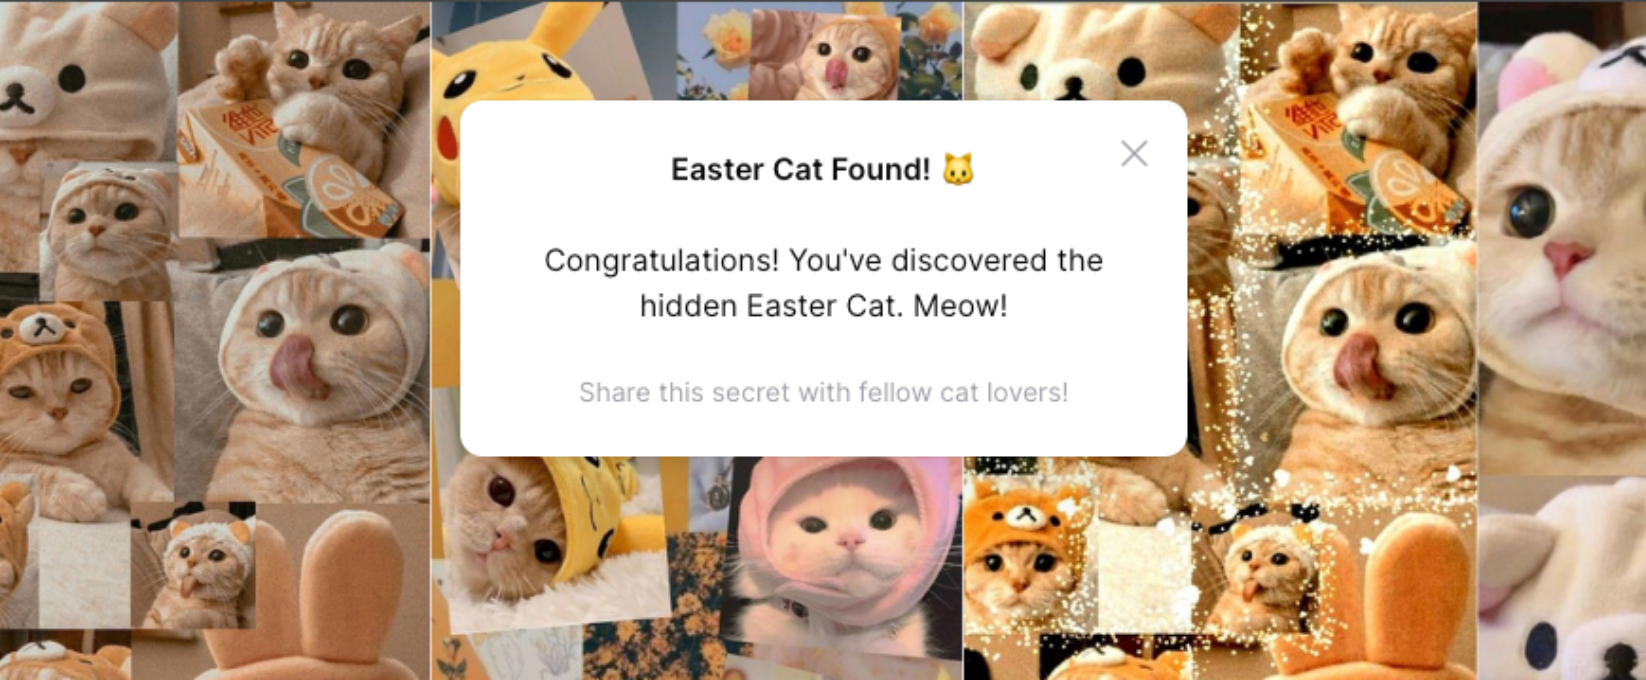 Easter Cat Found! 🐱
Congratulations! You've discovered the
hidden Easter Cat. Meow!
Share this secret with fellow cat lovers!